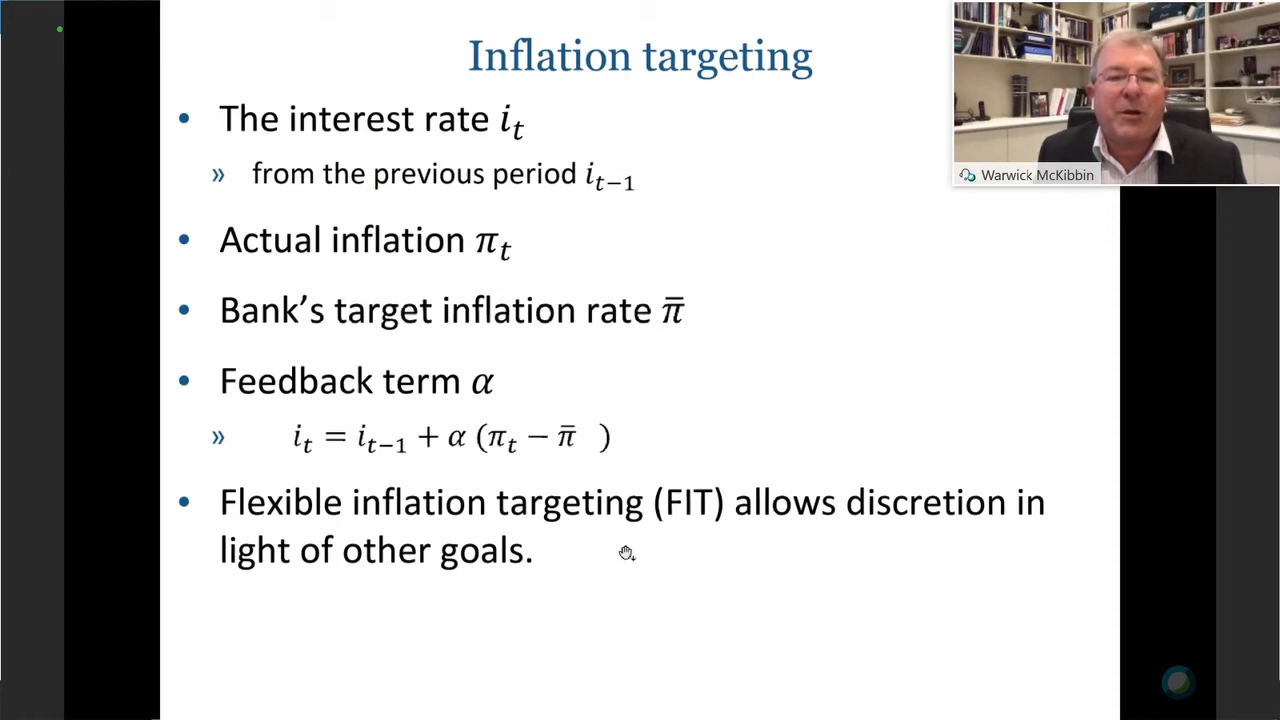 Inflation targeting
• The interest rate iₜ
» from the previous period iₜ₋₁
• Actual inflation πₜ
• Bank’s target inflation rate π̄
• Feedback term α
» iₜ = iₜ₋₁ + α (πₜ − π̄ )
• Flexible inflation targeting (FIT) allows discretion in
light of other goals.
Warwick McKibbin